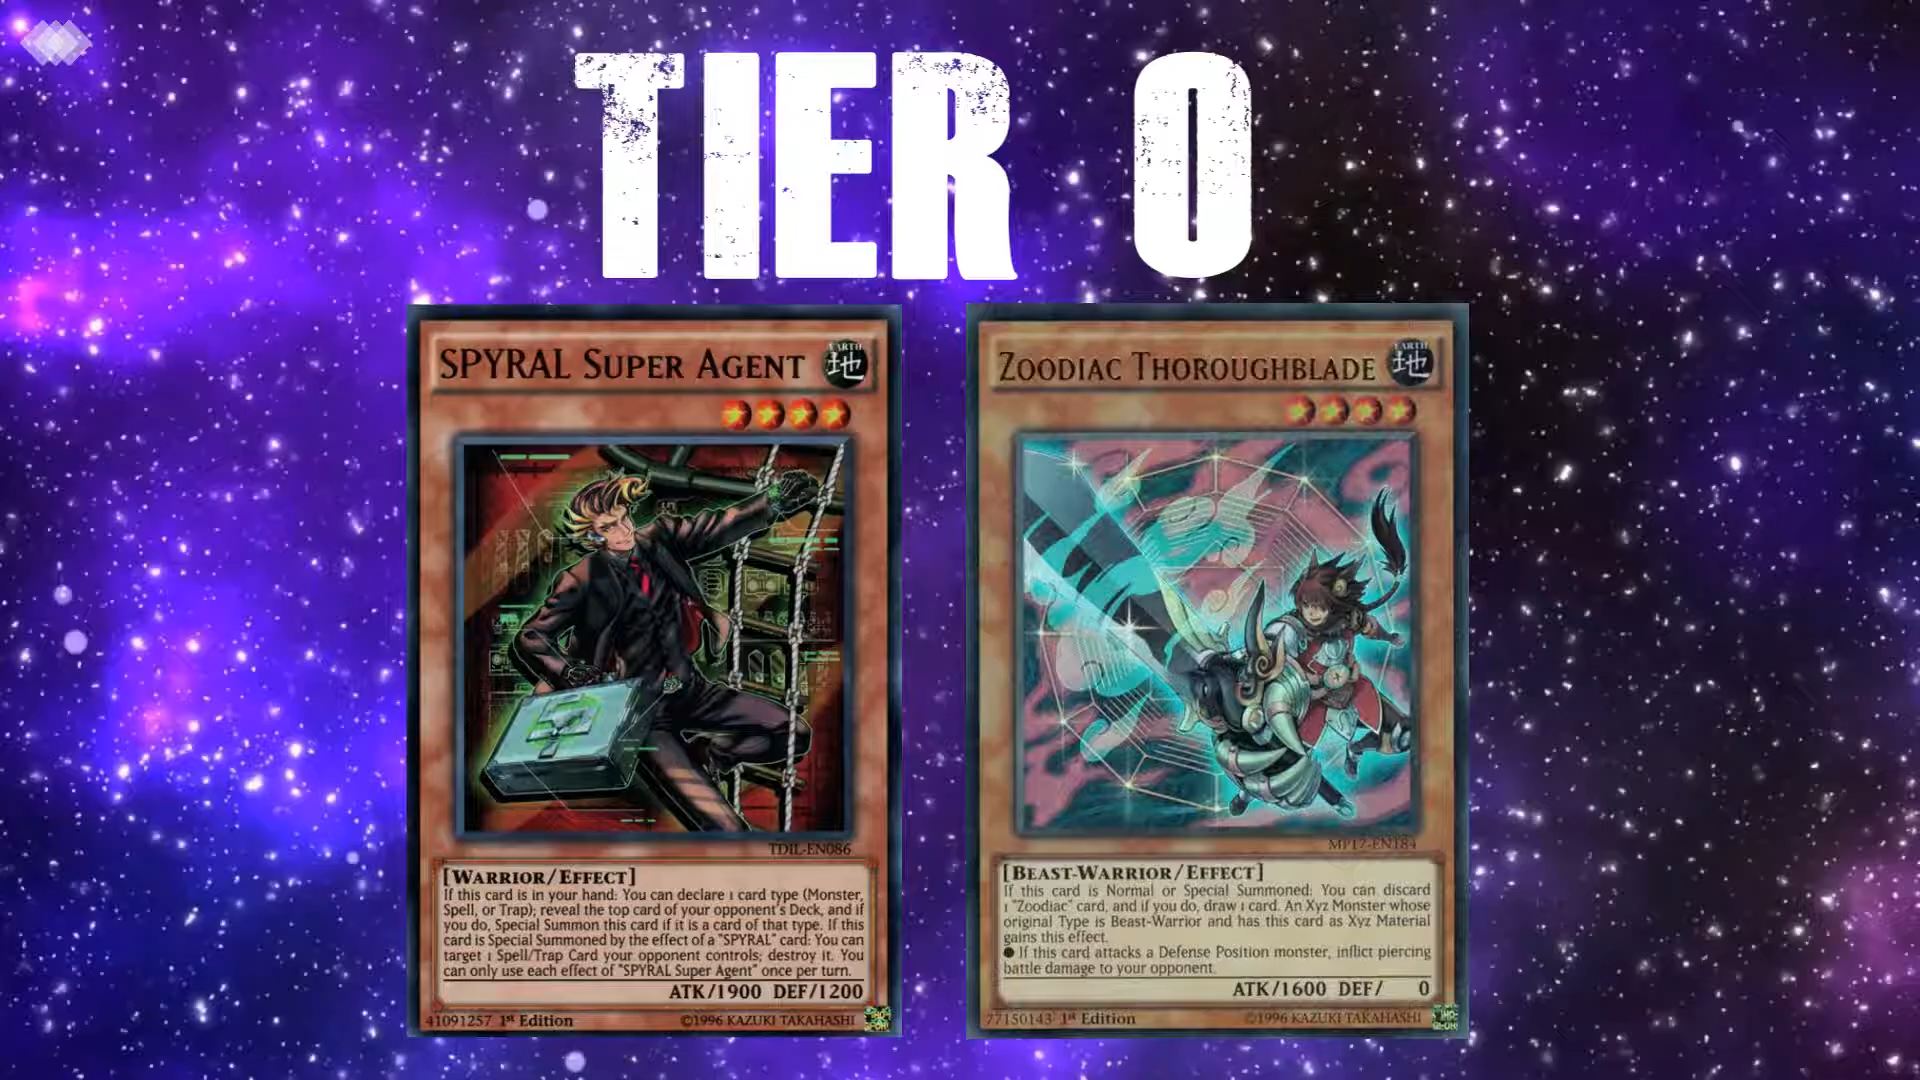 TIER 0
SPYRAL SUPER AGENT
EARTH
地
TDIL-EN086
[WARRIOR/EFFECT]
If this card is in your hand: You can declare 1 card type (Monster,
Spell, or Trap); reveal the top card of your opponent's Deck, and if
you do, Special Summon this card if it is a card of that type. If this
card is Special Summoned by the effect of a "SPYRAL" card: You can
target 1 Spell/Trap Card your opponent controls; destroy it. You
can only use each effect of "SPYRAL Super Agent" once per turn.
ATK/1900 DEF/1200
41091257 1st Edition ©1996 KAZUKI TAKAHASHI
ZOODIAC THOROUGHBLADE
EARTH
地
MP17-EN184
[BEAST-WARRIOR/EFFECT]
If this card is Normal or Special Summoned: You can discard
1 "Zoodiac" card, and if you do, draw 1 card. An Xyz Monster whose
original Type is Beast-Warrior and has this card as Xyz Material
gains this effect.
● If this card attacks a Defense Position monster, inflict piercing
battle damage to your opponent.
ATK/1600 DEF/ 0
77150143 1st Edition ©1996 KAZUKI TAKAHASHI